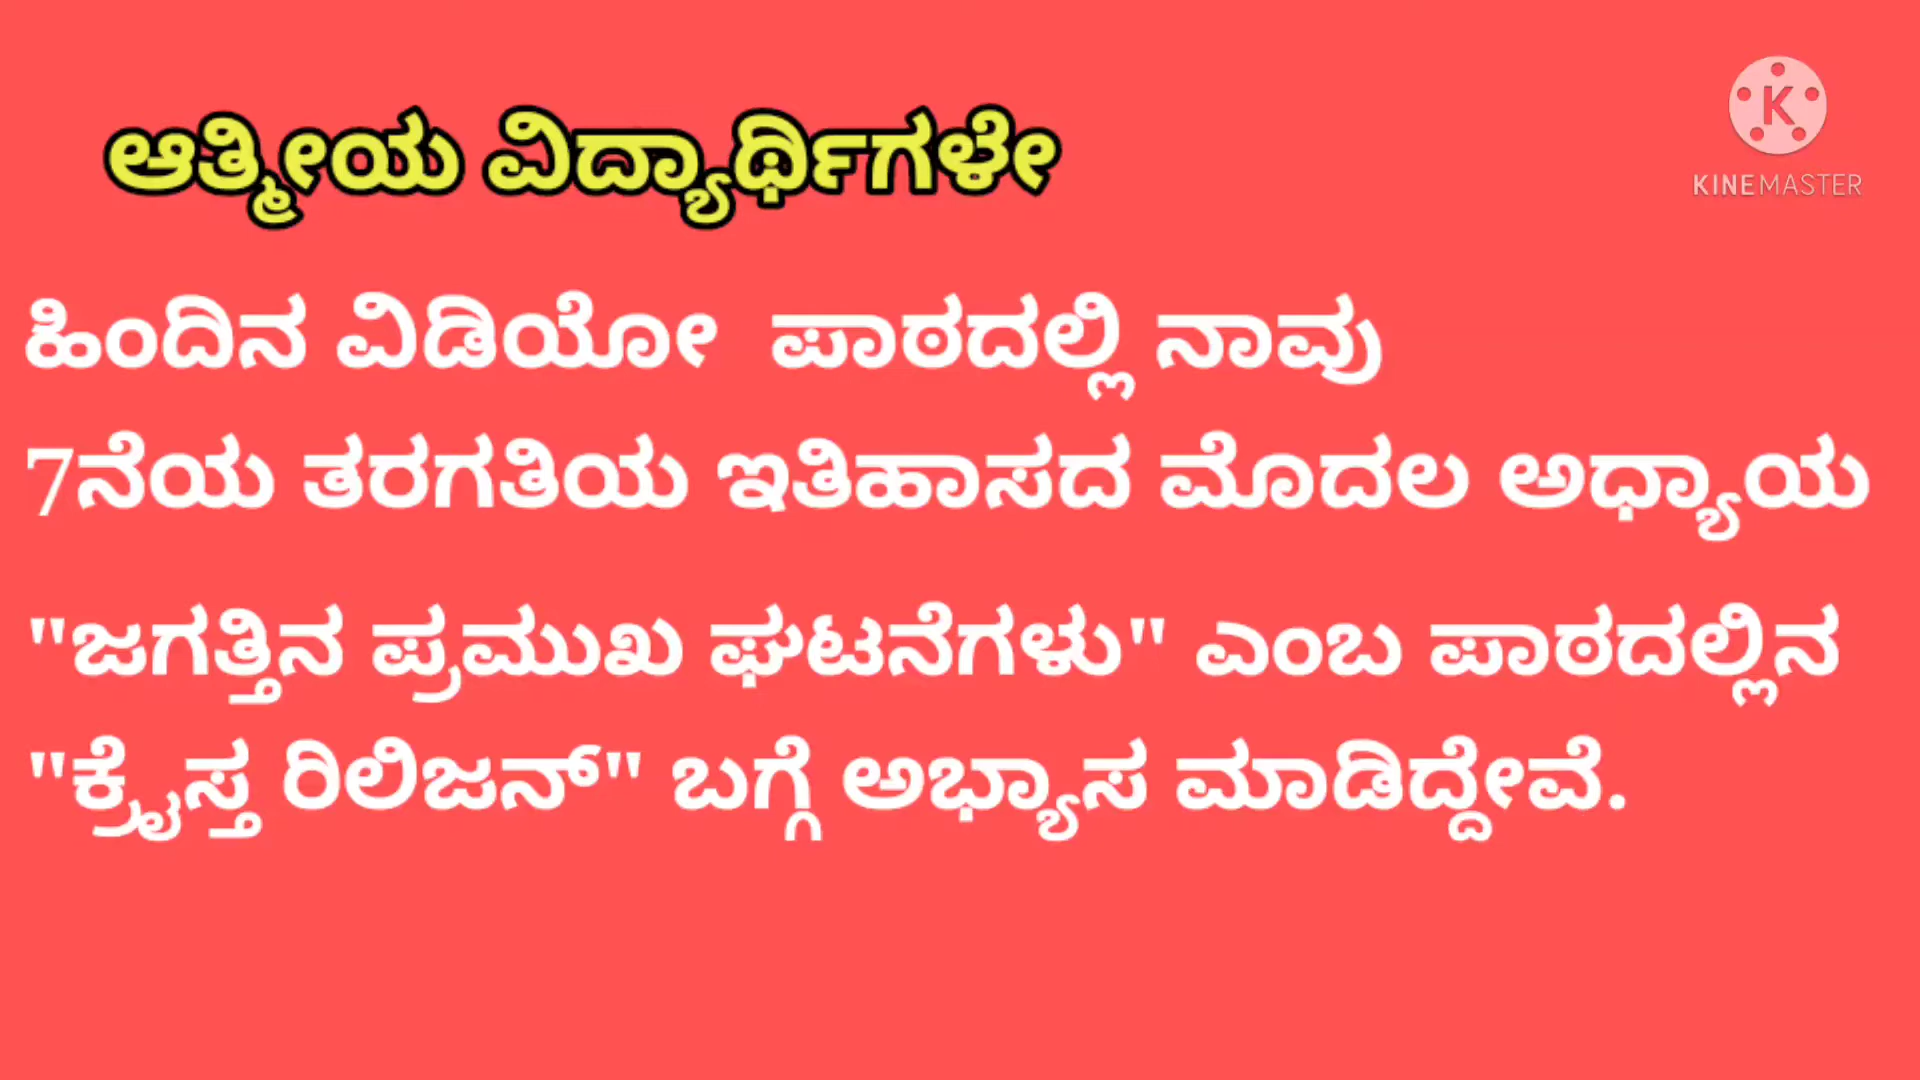 ಆತ್ಮೀಯ ವಿದ್ಯಾರ್ಥಿಗಳೇ
K
KINEMASTER
ಹಿಂದಿನ ವಿಡಿಯೋ ಪಾಠದಲ್ಲಿ ನಾವು
7ನೆಯ ತರಗತಿಯ ಇತಿಹಾಸದ ಮೊದಲ ಅಧ್ಯಾಯ
"ಜಗತ್ತಿನ ಪ್ರಮುಖ ಘಟನೆಗಳು" ಎಂಬ ಪಾಠದಲ್ಲಿನ
"ಕ್ರೈಸ್ತ ರಿಲಿಜನ್" ಬಗ್ಗೆ ಅಭ್ಯಾಸ ಮಾಡಿದ್ದೇವೆ.